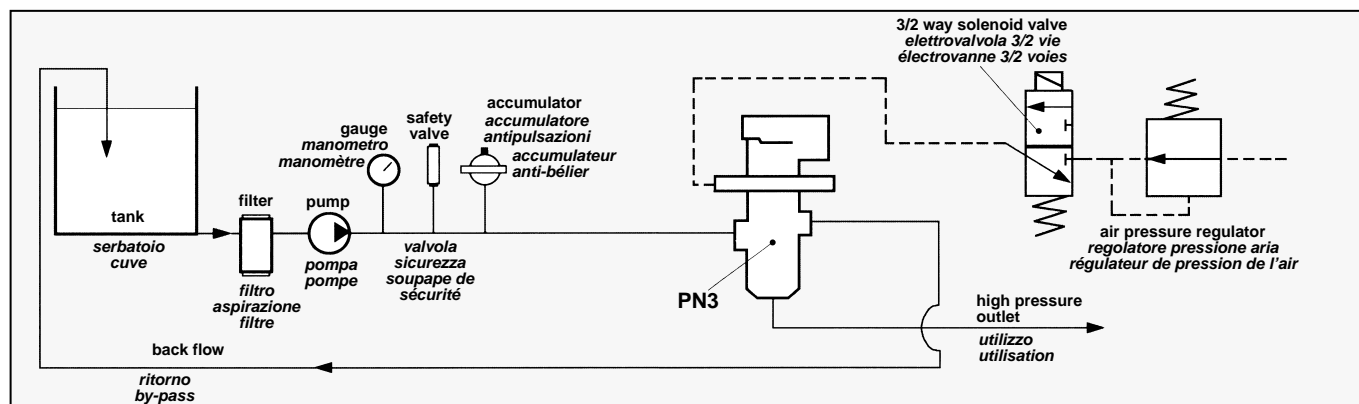 3/2 way solenoid valve
elettrovalvola 3/2 vie
électrovanne 3/2 voies
gauge
manometro
manomètre
safety
valve
accumulator
accumulatore
antipulsazioni
accumulateur
anti-bélier
tank
serbatoio
cuve
filter
filtro
aspirazione
filtre
pump
pompa
pompe
valvola
sicurezza
soupape de
sécurité
PN3
air pressure regulator
regolatore pressione aria
régulateur de pression de l'air
high pressure
outlet
utilizzo
utilisation
back flow
ritorno
by-pass